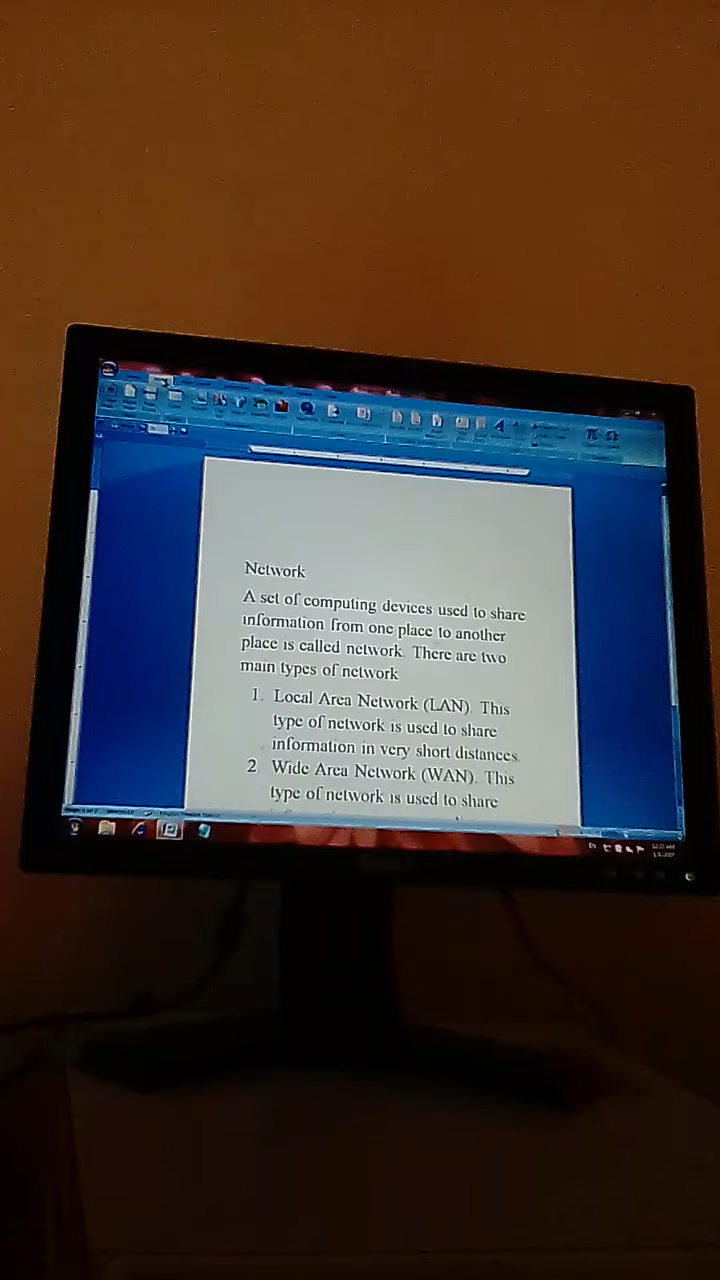 Network
A set of computing devices used to share
information from one place to another
place is called network. There are two
main types of network
1. Local Area Network (LAN). This
type of network is used to share
information in very short distances.
2. Wide Area Network (WAN). This
type of network is used to share
EN